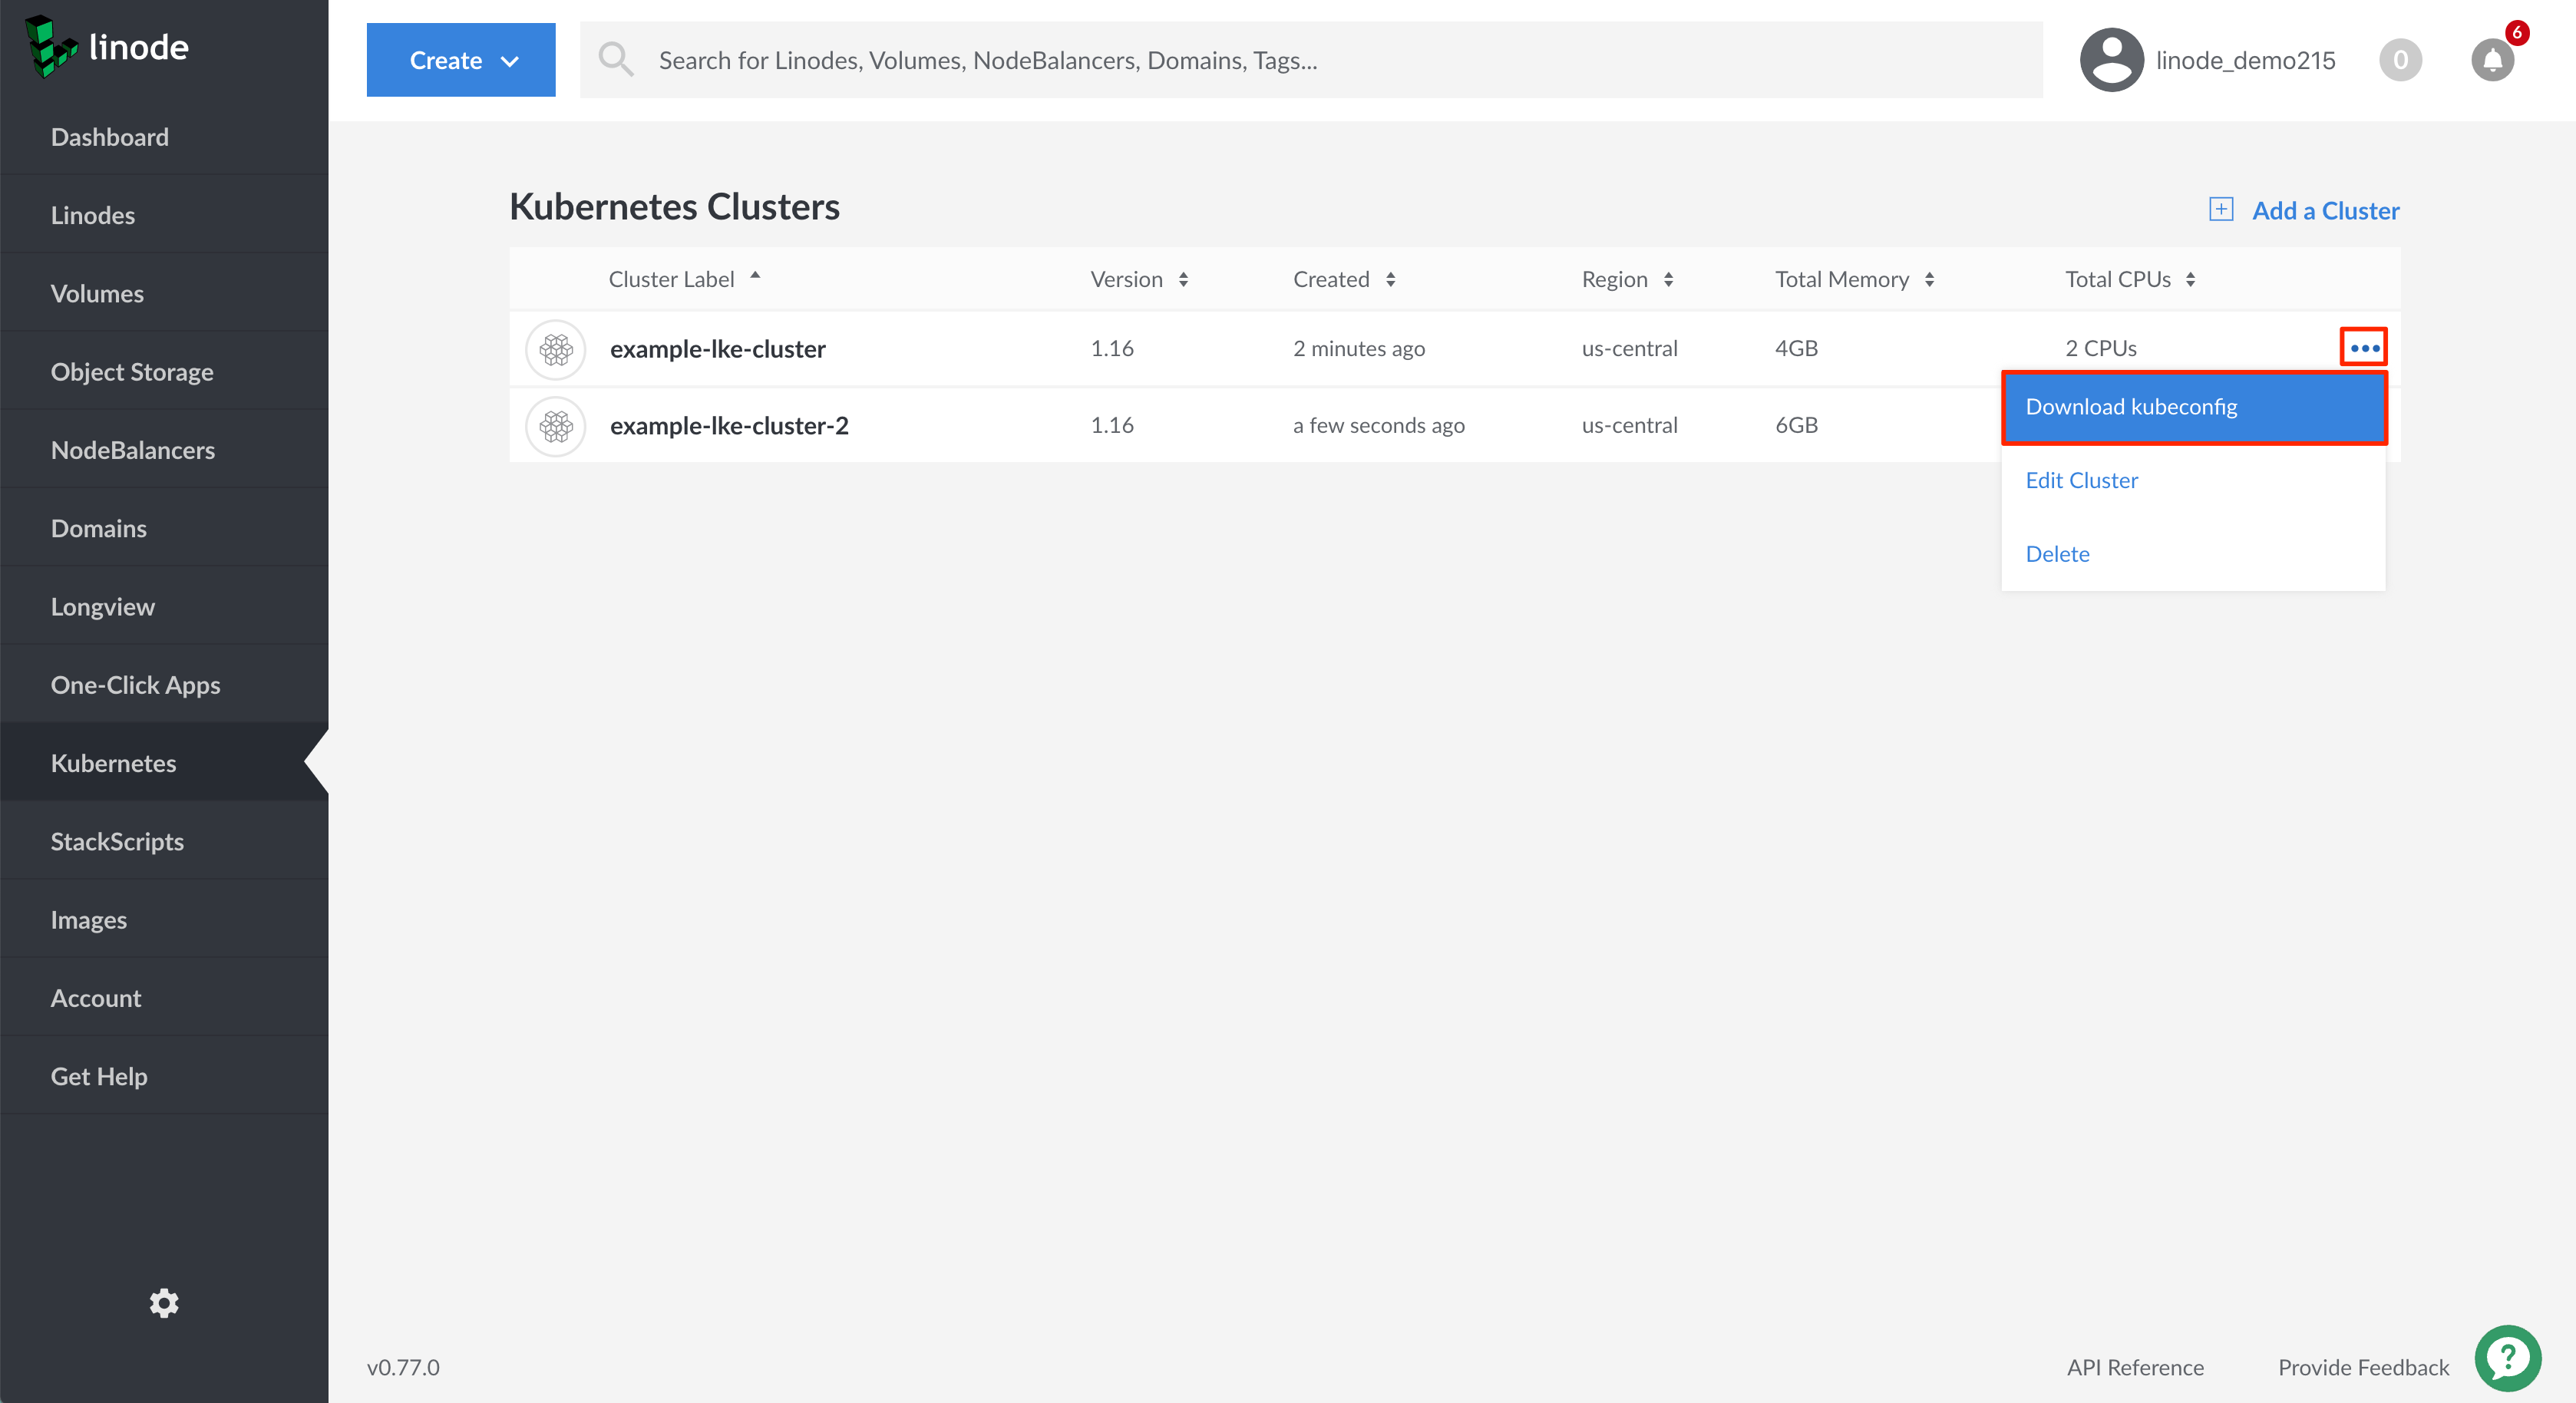 linode
Create
Search for Linodes, Volumes, NodeBalancers, Domains, Tags...
linode_demo215
0
6
Dashboard
Linodes
Volumes
Object Storage
NodeBalancers
Domains
Longview
One-Click Apps
Kubernetes
StackScripts
Images
Account
Get Help
Kubernetes Clusters
Add a Cluster
Cluster Label Version Created Region Total Memory Total CPUs
example-lke-cluster 1.16 2 minutes ago us-central 4GB 2 CPUs
example-lke-cluster-2 1.16 a few seconds ago us-central 6GB
Download kubeconfig
Edit Cluster
Delete
v0.77.0
API Reference
Provide Feedback
?